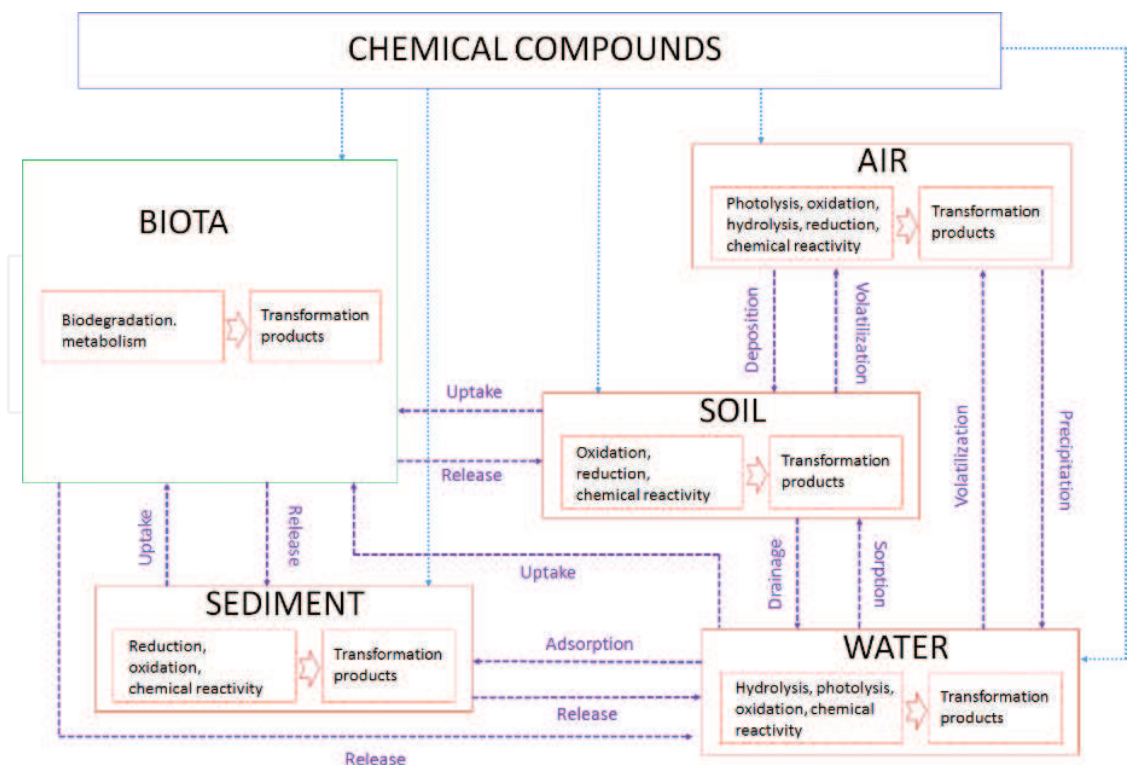 CHEMICAL COMPOUNDS
AIR
Photolysis, oxidation,
hydrolysis, reduction,
chemical reactivity
Transformation
products
BIOTA
Biodegradation.
metabolism
Transformation
products
Deposition
Volatilization
Uptake
SOIL
Oxidation,
reduction,
chemical reactivity
Transformation
products
Release
Volatilization
Precipitation
Uptake
Release
Uptake
Drainage
Sorption
SEDIMENT
Reduction,
oxidation,
chemical reactivity
Transformation
products
Adsorption
Release
WATER
Hydrolysis, photolysis,
oxidation, chemical
reactivity
Transformation
products
Release